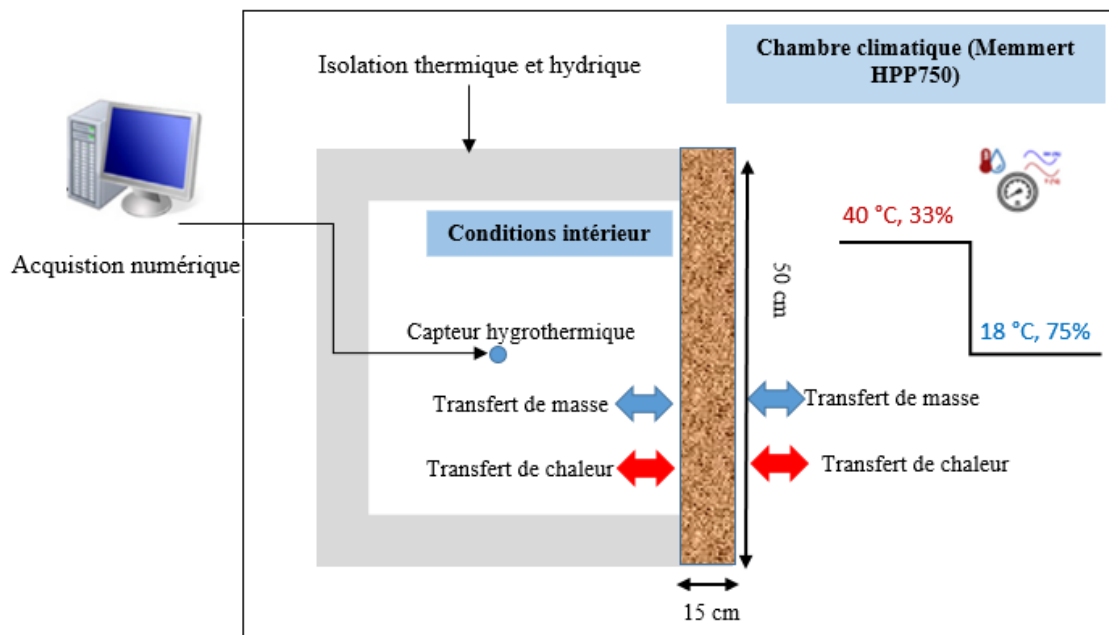 Chambre climatique (Memmert
HPP750)
Isolation thermique et hydrique
40 °C, 33%
Conditions intérieur
Acquistion numérique
50 cm
Capteur hygrothermique
18 °C, 75%
Transfert de masse
Transfert de masse
Transfert de chaleur
Transfert de chaleur
15 cm